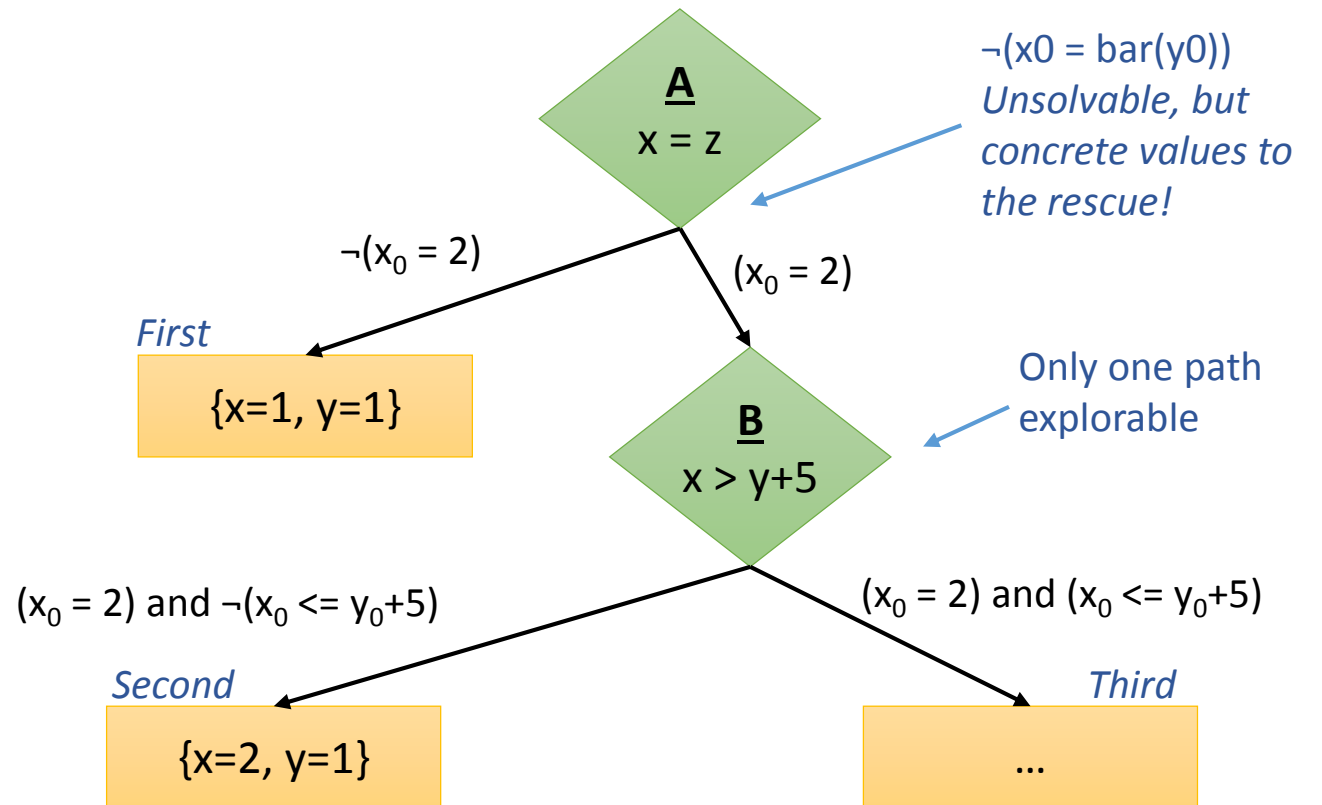 A
x = z
¬(x0 = bar(y0))
Unsolvable, but
concrete values to
the rescue!
¬(x₀ = 2)
(x₀ = 2)
First
{x=1, y=1}
B
x > y+5
Only one path
explorable
(x₀ = 2) and ¬(x₀ <= y₀+5)
(x₀ = 2) and (x₀ <= y₀+5)
Second
{x=2, y=1}
Third
...